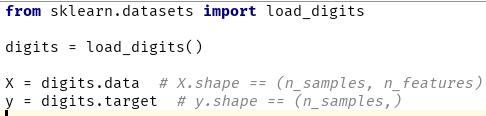 from sklearn.datasets import load_digits
digits = load_digits()
X = digits.data  # X.shape == (n_samples, n_features)
y = digits.target  # y.shape == (n_samples,)